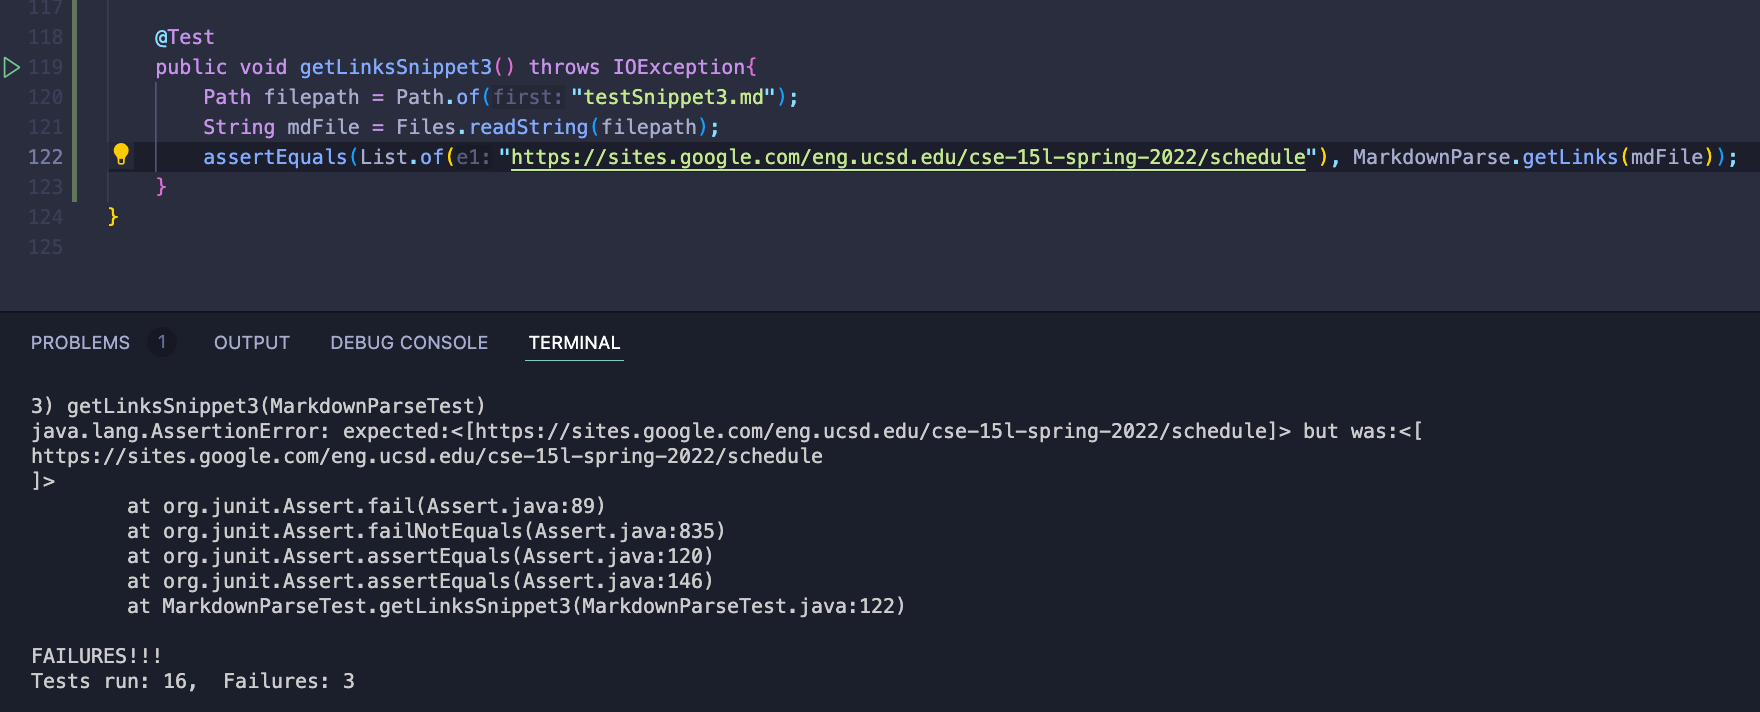 117
118 @Test
119 public void getLinksSnippet3() throws IOException{
120 Path filepath = Path.of(first: "testSnippet3.md");
121 String mdFile = Files.readString(filepath);
122 assertEquals(List.of(e1: "https://sites.google.com/eng.ucsd.edu/cse-15l-spring-2022/schedule"), MarkdownParse.getLinks(mdFile));
123 }
124 }
125
PROBLEMS 1 OUTPUT DEBUG CONSOLE TERMINAL
3) getLinksSnippet3(MarkdownParseTest)
java.lang.AssertionError: expected:<[https://sites.google.com/eng.ucsd.edu/cse-15l-spring-2022/schedule]> but was:<[
https://sites.google.com/eng.ucsd.edu/cse-15l-spring-2022/schedule
]>
at org.junit.Assert.fail(Assert.java:89)
at org.junit.Assert.failNotEquals(Assert.java:835)
at org.junit.Assert.assertEquals(Assert.java:120)
at org.junit.Assert.assertEquals(Assert.java:146)
at MarkdownParseTest.getLinksSnippet3(MarkdownParseTest.java:122)
FAILURES!!!
Tests run: 16,  Failures: 3